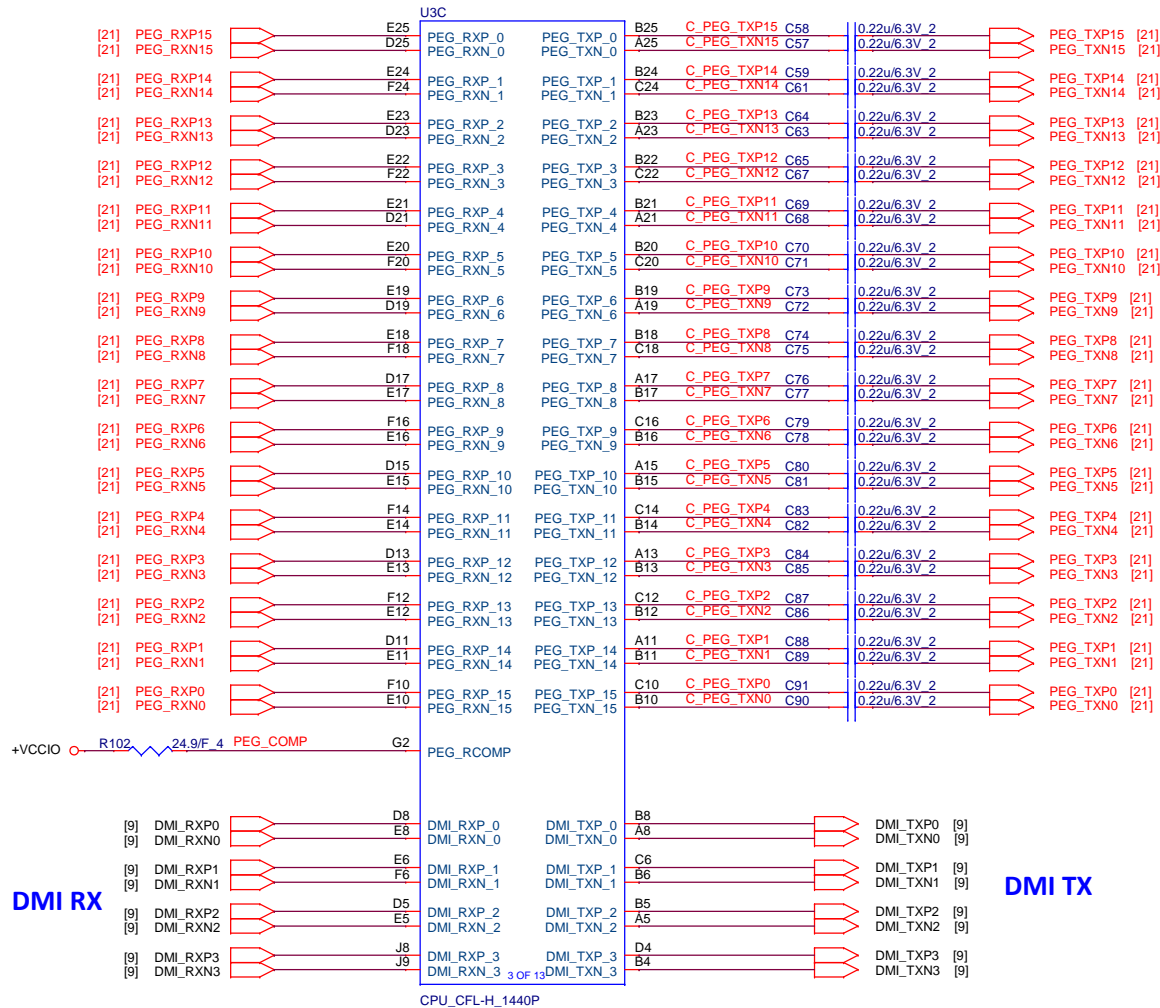 U3C
[21] PEG_RXP15 E25 PEG_RXP_0 PEG_TXP_0 B25 C_PEG_TXP15 C58 0.22u/6.3V_2 PEG_TXP15 [21]
[21] PEG_RXN15 D25 PEG_RXN_0 PEG_TXN_0 A25 C_PEG_TXN15 C57 0.22u/6.3V_2 PEG_TXN15 [21]
[21] PEG_RXP14 E24 PEG_RXP_1 PEG_TXP_1 B24 C_PEG_TXP14 C59 0.22u/6.3V_2 PEG_TXP14 [21]
[21] PEG_RXN14 F24 PEG_RXN_1 PEG_TXN_1 C24 C_PEG_TXN14 C61 0.22u/6.3V_2 PEG_TXN14 [21]
[21] PEG_RXP13 E23 PEG_RXP_2 PEG_TXP_2 B23 C_PEG_TXP13 C64 0.22u/6.3V_2 PEG_TXP13 [21]
[21] PEG_RXN13 D23 PEG_RXN_2 PEG_TXN_2 A23 C_PEG_TXN13 C63 0.22u/6.3V_2 PEG_TXN13 [21]
[21] PEG_RXP12 E22 PEG_RXP_3 PEG_TXP_3 B22 C_PEG_TXP12 C65 0.22u/6.3V_2 PEG_TXP12 [21]
[21] PEG_RXN12 F22 PEG_RXN_3 PEG_TXN_3 C22 C_PEG_TXN12 C67 0.22u/6.3V_2 PEG_TXN12 [21]
[21] PEG_RXP11 E21 PEG_RXP_4 PEG_TXP_4 B21 C_PEG_TXP11 C69 0.22u/6.3V_2 PEG_TXP11 [21]
[21] PEG_RXN11 D21 PEG_RXN_4 PEG_TXN_4 A21 C_PEG_TXN11 C68 0.22u/6.3V_2 PEG_TXN11 [21]
[21] PEG_RXP10 E20 PEG_RXP_5 PEG_TXP_5 B20 C_PEG_TXP10 C70 0.22u/6.3V_2 PEG_TXP10 [21]
[21] PEG_RXN10 F20 PEG_RXN_5 PEG_TXN_5 C20 C_PEG_TXN10 C71 0.22u/6.3V_2 PEG_TXN10 [21]
[21] PEG_RXP9 E19 PEG_RXP_6 PEG_TXP_6 B19 C_PEG_TXP9 C73 0.22u/6.3V_2 PEG_TXP9 [21]
[21] PEG_RXN9 D19 PEG_RXN_6 PEG_TXN_6 A19 C_PEG_TXN9 C72 0.22u/6.3V_2 PEG_TXN9 [21]
[21] PEG_RXP8 E18 PEG_RXP_7 PEG_TXP_7 B18 C_PEG_TXP8 C74 0.22u/6.3V_2 PEG_TXP8 [21]
[21] PEG_RXN8 F18 PEG_RXN_7 PEG_TXN_7 C18 C_PEG_TXN8 C75 0.22u/6.3V_2 PEG_TXN8 [21]
[21] PEG_RXP7 D17 PEG_RXP_8 PEG_TXP_8 A17 C_PEG_TXP7 C76 0.22u/6.3V_2 PEG_TXP7 [21]
[21] PEG_RXN7 E17 PEG_RXN_8 PEG_TXN_8 B17 C_PEG_TXN7 C77 0.22u/6.3V_2 PEG_TXN7 [21]
[21] PEG_RXP6 F16 PEG_RXP_9 PEG_TXP_9 C16 C_PEG_TXP6 C79 0.22u/6.3V_2 PEG_TXP6 [21]
[21] PEG_RXN6 E16 PEG_RXN_9 PEG_TXN_9 B16 C_PEG_TXN6 C78 0.22u/6.3V_2 PEG_TXN6 [21]
[21] PEG_RXP5 D15 PEG_RXP_10 PEG_TXP_10 A15 C_PEG_TXP5 C80 0.22u/6.3V_2 PEG_TXP5 [21]
[21] PEG_RXN5 E15 PEG_RXN_10 PEG_TXN_10 B15 C_PEG_TXN5 C81 0.22u/6.3V_2 PEG_TXN5 [21]
[21] PEG_RXP4 F14 PEG_RXP_11 PEG_TXP_11 C14 C_PEG_TXP4 C83 0.22u/6.3V_2 PEG_TXP4 [21]
[21] PEG_RXN4 E14 PEG_RXN_11 PEG_TXN_11 B14 C_PEG_TXN4 C82 0.22u/6.3V_2 PEG_TXN4 [21]
[21] PEG_RXP3 D13 PEG_RXP_12 PEG_TXP_12 A13 C_PEG_TXP3 C84 0.22u/6.3V_2 PEG_TXP3 [21]
[21] PEG_RXN3 E13 PEG_RXN_12 PEG_TXN_12 B13 C_PEG_TXN3 C85 0.22u/6.3V_2 PEG_TXN3 [21]
[21] PEG_RXP2 F12 PEG_RXP_13 PEG_TXP_13 C12 C_PEG_TXP2 C87 0.22u/6.3V_2 PEG_TXP2 [21]
[21] PEG_RXN2 E12 PEG_RXN_13 PEG_TXN_13 B12 C_PEG_TXN2 C86 0.22u/6.3V_2 PEG_TXN2 [21]
[21] PEG_RXP1 D11 PEG_RXP_14 PEG_TXP_14 A11 C_PEG_TXP1 C88 0.22u/6.3V_2 PEG_TXP1 [21]
[21] PEG_RXN1 E11 PEG_RXN_14 PEG_TXN_14 B11 C_PEG_TXN1 C89 0.22u/6.3V_2 PEG_TXN1 [21]
[21] PEG_RXP0 F10 PEG_RXP_15 PEG_TXP_15 C10 C_PEG_TXP0 C91 0.22u/6.3V_2 PEG_TXP0 [21]
[21] PEG_RXN0 E10 PEG_RXN_15 PEG_TXN_15 B10 C_PEG_TXN0 C90 0.22u/6.3V_2 PEG_TXN0 [21]
+VCCIO R102 24.9/F_4 PEG_COMP G2 PEG_RCOMP
[9] DMI_RXP0 D8 DMI_RXP_0 DMI_TXP_0 B8 DMI_TXP0 [9]
[9] DMI_RXN0 E8 DMI_RXN_0 DMI_TXN_0 A8 DMI_TXN0 [9]
[9] DMI_RXP1 E6 DMI_RXP_1 DMI_TXP_1 C6 DMI_TXP1 [9]
[9] DMI_RXN1 F6 DMI_RXN_1 DMI_TXN_1 B6 DMI_TXN1 [9]
DMI RX DMI TX
[9] DMI_RXP2 D5 DMI_RXP_2 DMI_TXP_2 B5 DMI_TXP2 [9]
[9] DMI_RXN2 E5 DMI_RXN_2 DMI_TXN_2 A5 DMI_TXN2 [9]
[9] DMI_RXP3 J8 DMI_RXP_3 DMI_TXP_3 D4 DMI_TXP3 [9]
[9] DMI_RXN3 J9 DMI_RXN_3 3 OF 13 DMI_TXN_3 B4 DMI_TXN3 [9]
CPU_CFL-H_1440P